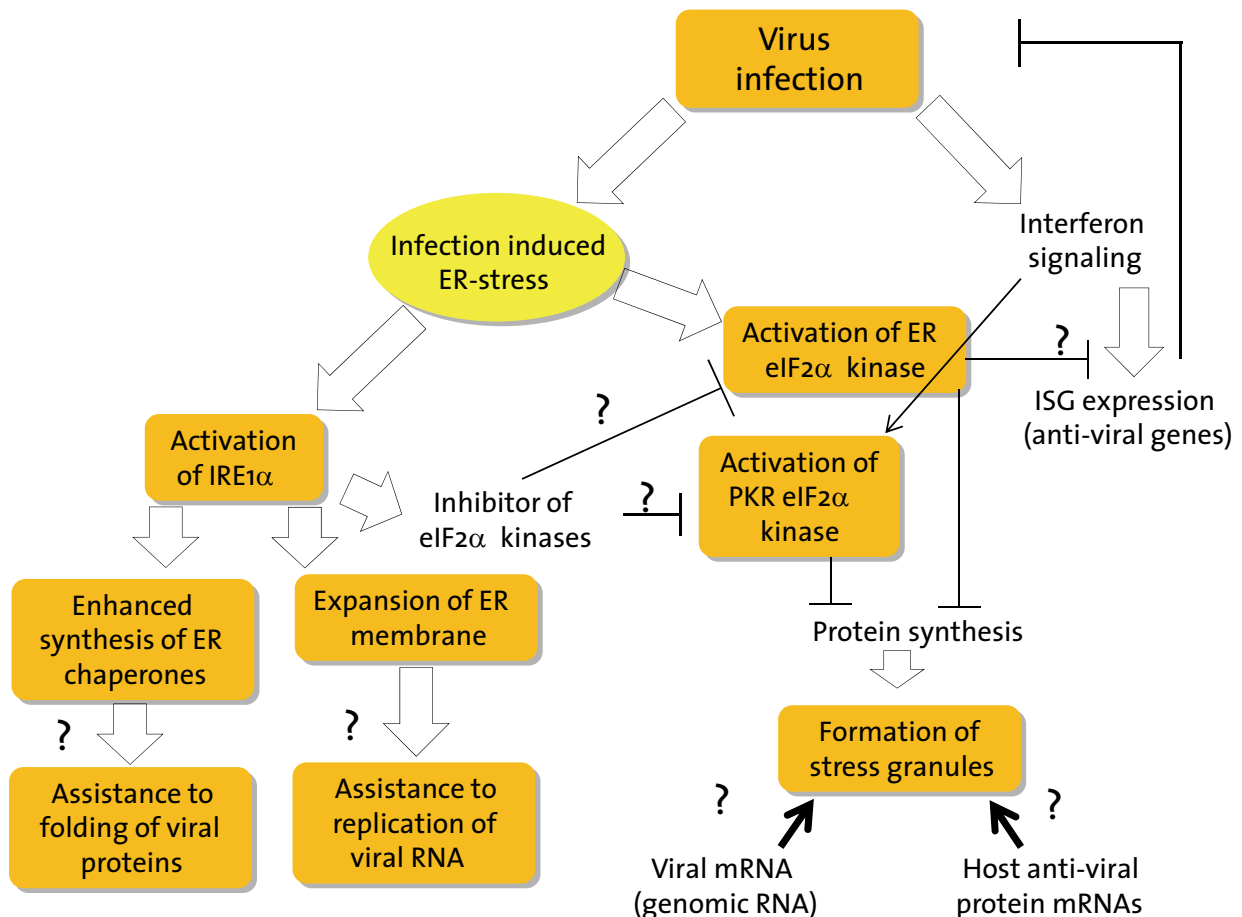 Virus
infection
Infection induced
ER-stress
Interferon
signaling
Activation of ER
eIF2α kinase
?
ISG expression
(anti-viral genes)
?
Activation
of IRE1α
Inhibitor of
eIF2α kinases
?
Activation of
PKR eIF2α
kinase
Enhanced
synthesis of ER
chaperones
Expansion of ER
membrane
Protein synthesis
?
?
Formation of
stress granules
Assistance to
folding of viral
proteins
Assistance to
replication of
viral RNA
?
?
Viral mRNA
(genomic RNA)
Host anti-viral
protein mRNAs